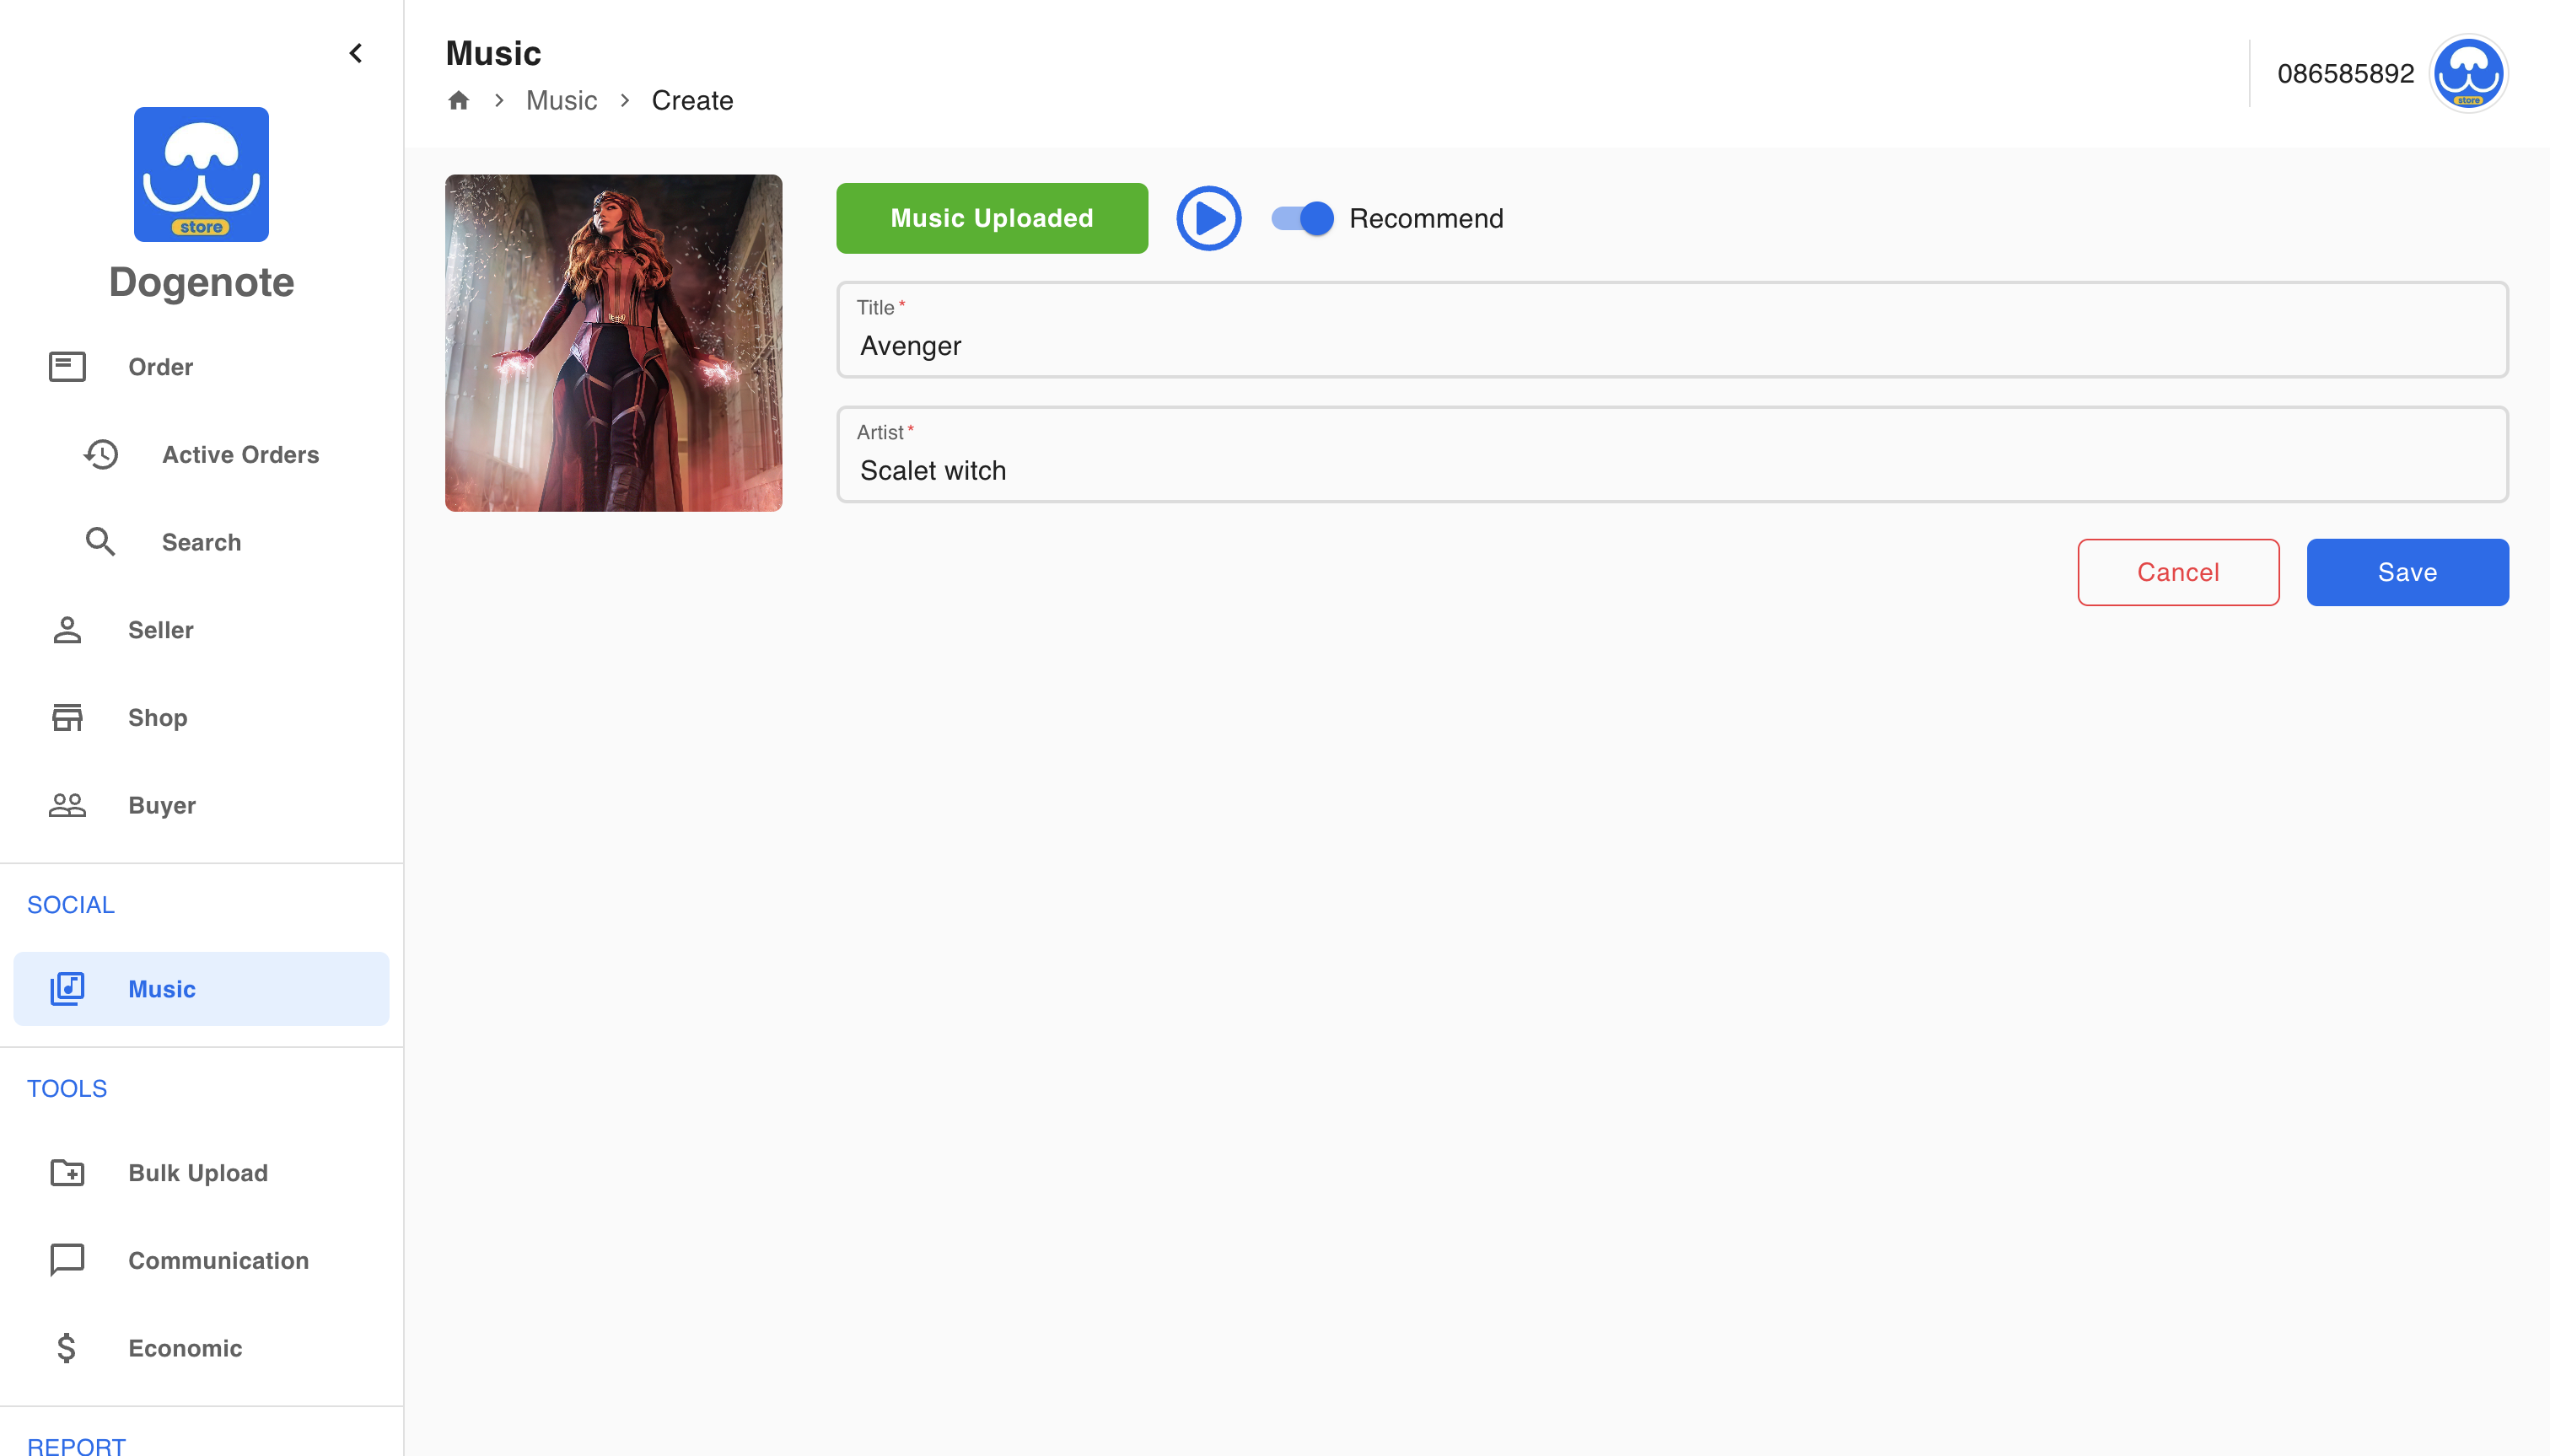 Music
Music
Create
086585892
store
store
Dogenote
Order
Active Orders
Search
Seller
Shop
Buyer
SOCIAL
Music
TOOLS
Bulk Upload
Communication
$ Economic
REPORT
Music Uploaded
Recommend
Title *
Avenger
Artist *
Scalet witch
Cancel
Save